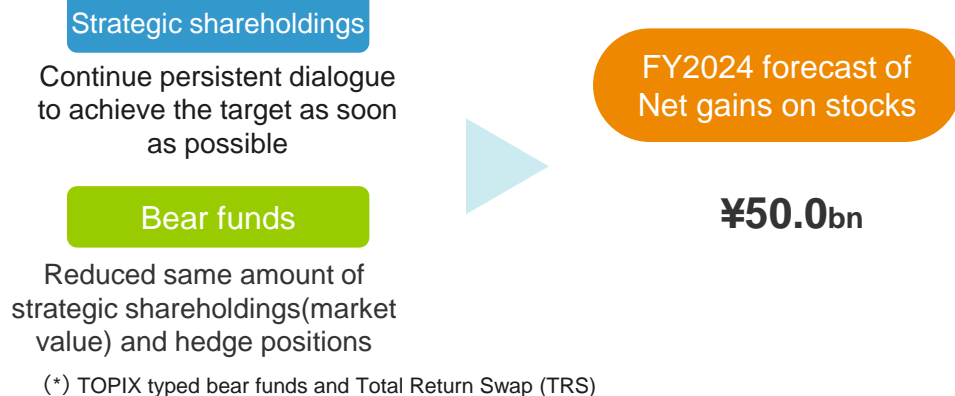 Strategic shareholdings
Continue persistent dialogue
to achieve the target as soon
as possible
Bear funds
Reduced same amount of
strategic shareholdings(market
value) and hedge positions
(*) TOPIX typed bear funds and Total Return Swap (TRS)
FY2024 forecast of
Net gains on stocks
¥50.0bn